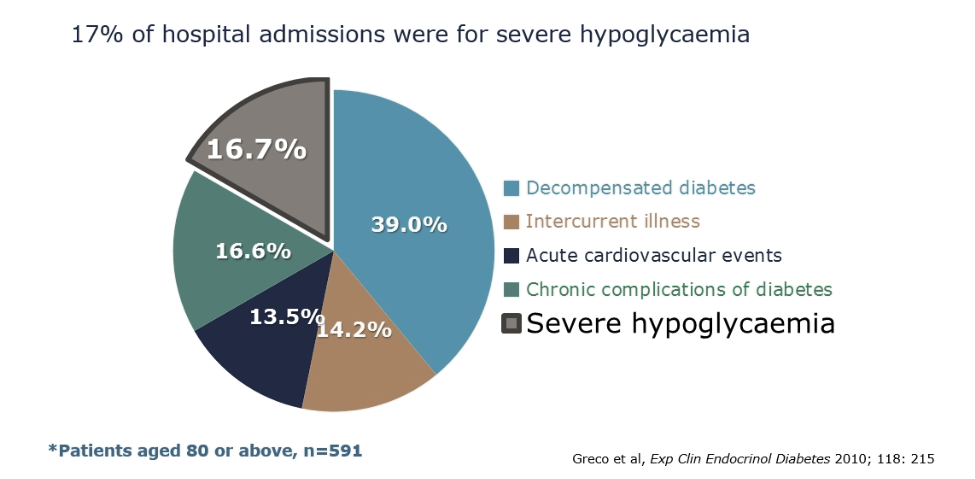 17% of hospital admissions were for severe hypoglycaemia
16.7%
39.0%
16.6%
13.5%
14.2%
Decompensated diabetes
Intercurrent illness
Acute cardiovascular events
Chronic complications of diabetes
Severe hypoglycaemia
*Patients aged 80 or above, n=591
Greco et al, Exp Clin Endocrinol Diabetes 2010; 118: 215